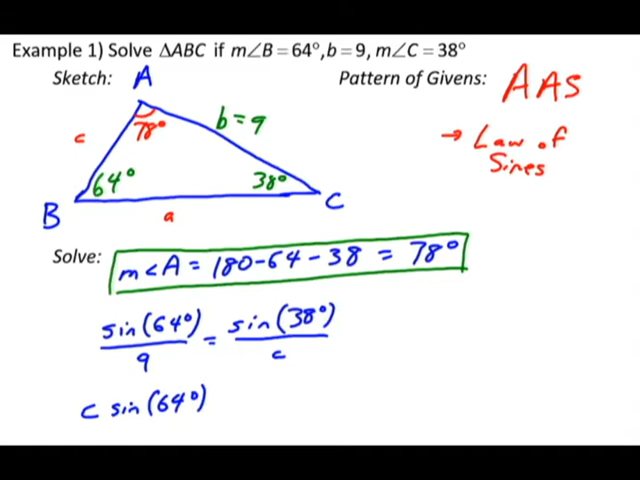 Example 1) Solve ΔABC if m∠B = 64°, b = 9, m∠C = 38°
Sketch: A Pattern of Givens: AAS
b = 9
c 78° → Law of
Sines
64° 38°
B a C
Solve: m∠A = 180-64-38 = 78°
sin(64°)/9 = sin(38°)/c
c sin(64°)